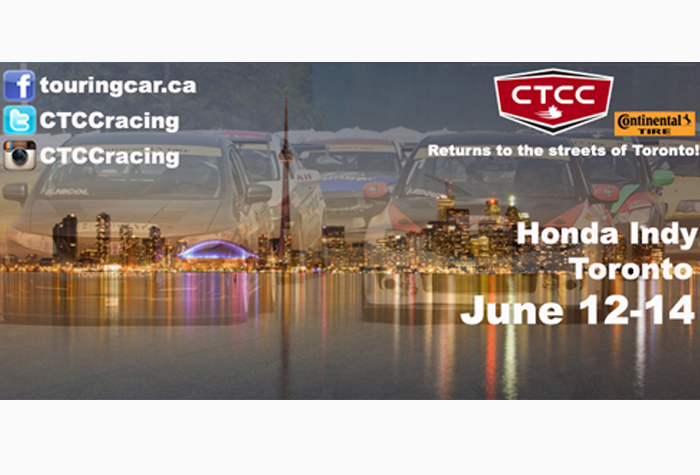 touringcar.ca
CTCCracing
CTCCracing
CTCC
Continental
TIRE
Returns to the streets of Toronto!
Honda Indy
Toronto
June 12-14